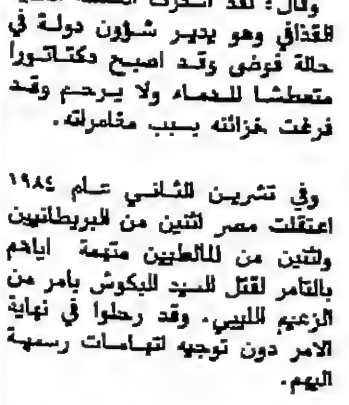 وقال: لقد
للقذافي وهو يدير شؤون دولة في
حالة فوضى وقد اصبح دكتاتورا
متعطشا للدماء ولا يرحم وقد
فرغت خزائنه بسبب مغامراته.
وفي تشرين الثاني عام ١٩٨٤
اعتقلت مصر اثنين من البريطانيين
واثنين من المالطيين متهمة اياهم
بالتآمر لقتل السيد البكوش بامر من
الزعيم الليبي. وقد رحلوا في نهاية
الامر دون توجيه اتهامات رسمية
اليهم.